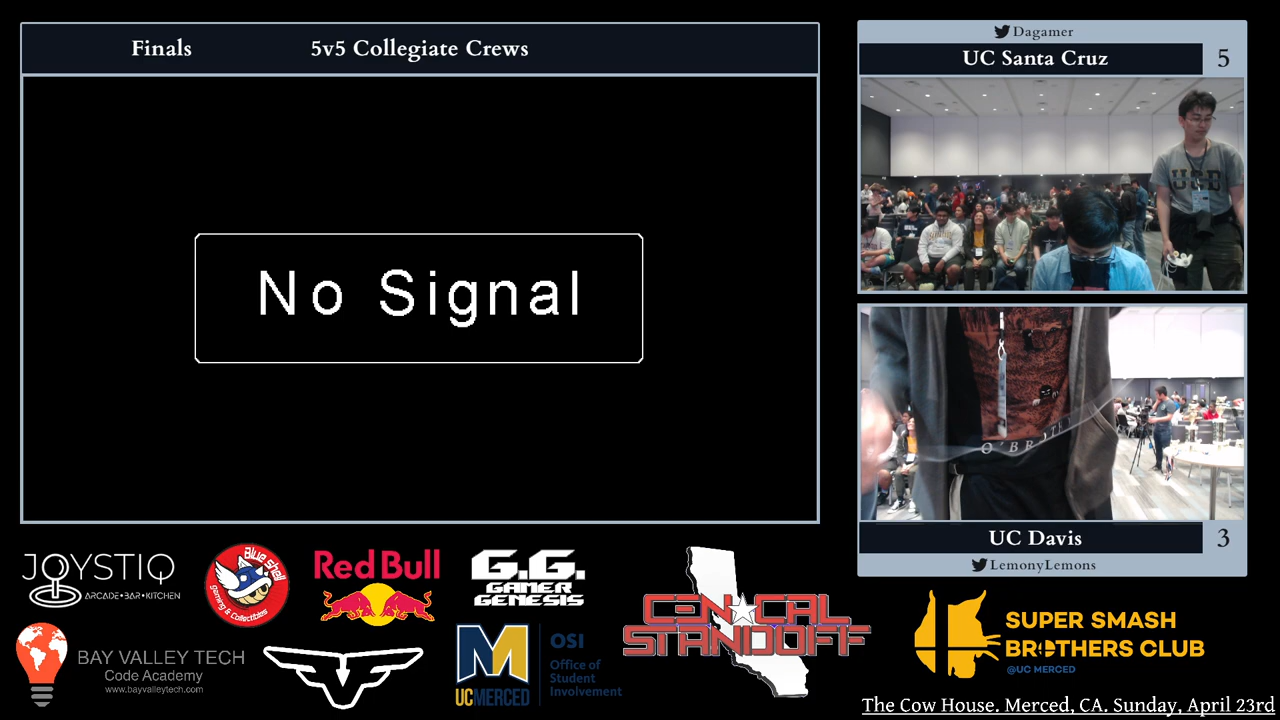 Finals
5v5 Collegiate Crews
Dagamer
UC Santa Cruz
5
No Signal
O'BROTHE
UC Davis
3
LemonyLemons
JOYSTIQ
ARCADE•BAR•KITCHEN
Blue Shell
gaming & Collectibles
Red Bull
G.G.
GAMER
GENESIS
CEN CAL
STANDOFF
SUPER SMASH
BROTHERS CLUB
@UC MERCED
BAY VALLEY TECH
Code Academy
www.bayvalleytech.com
UCMERCED
OSI
Office of
Student
Involvement
The Cow House. Merced, CA. Sunday, April 23rd